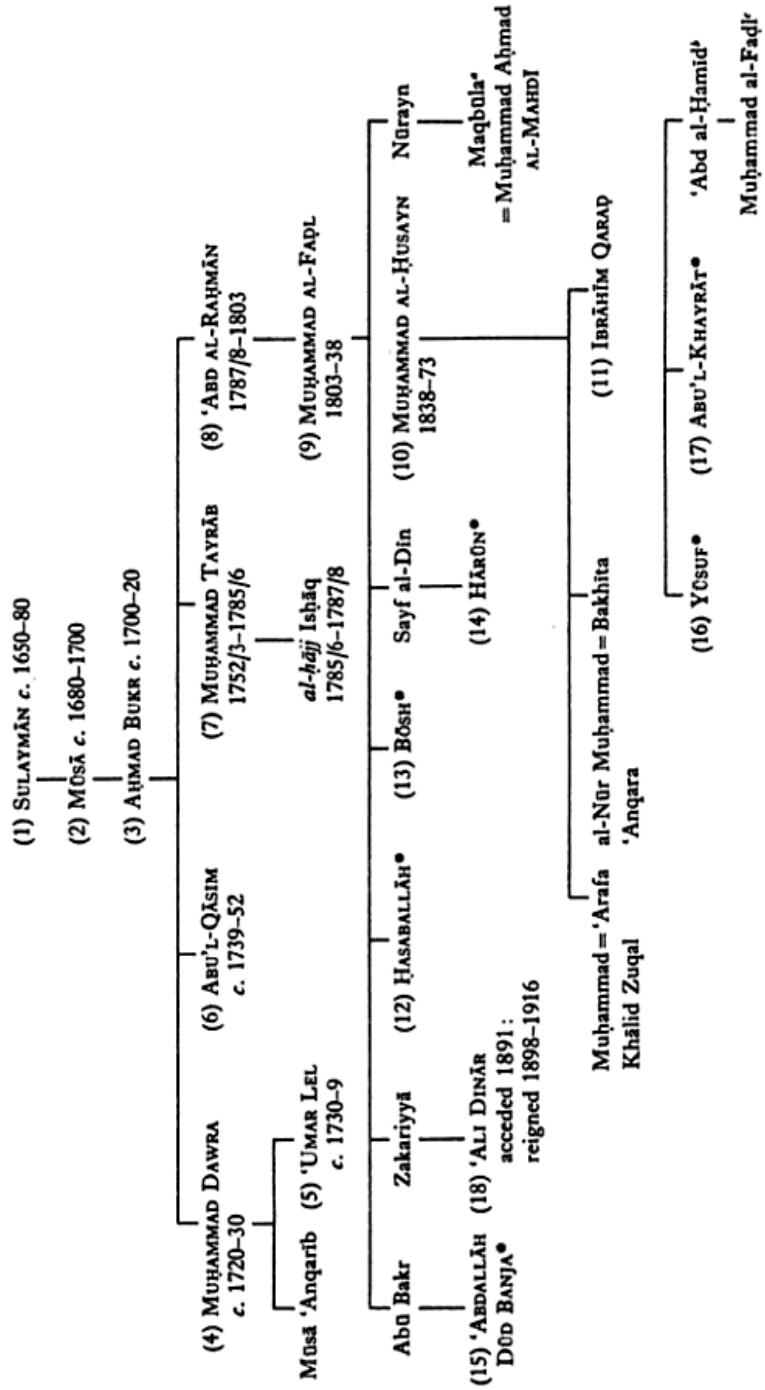 (1) SULAYMĀN c. 1650–80
(2) MŪSĀ c. 1680–1700
(3) AḤMAD BUKR c. 1700–20
(4) MUḤAMMAD DAWRA
c. 1720–30
(6) ABU’L-QĀSIM
c. 1739–52
(7) MUḤAMMAD TAYRĀB
1752/3–1785/6
(8) ‘ABD AL-RAḤMĀN
1787/8–1803
Mūsā ‘Anqarīb
(5) ‘UMAR LEL
c. 1730–9
al-ḥājj Isḥāq
1785/6–1787/8
(9) MUḤAMMAD AL-FAḌL
1803–38
Abū Bakr
Zakariyyā
(12) ḤASABALLĀH●
(13) BŌSH●
Sayf al-Dīn
(10) MUḤAMMAD AL-ḤUSAYN
1838–73
Nūrayn
(15) ‘ABDALLĀH
DŪD BANJA●
(18) ‘ALI DINĀR
acceded 1891:
reigned 1898–1916
(14) HĀRŪN●
Maqbūlaᵃ
=Muḥammad Aḥmad
AL-MAHDĪ
Muḥammad=‘Arafa
Khālid Zuqal
al-Nūr Muḥammad=Bakhīta
‘Anqara
(11) IBRĀHĪM QARAḌ
(16) YŪSUF●
(17) ABU’L-KHAYRĀT●
‘Abd al-Ḥamīdᵇ
Muḥammad al-Faḍlᶜ